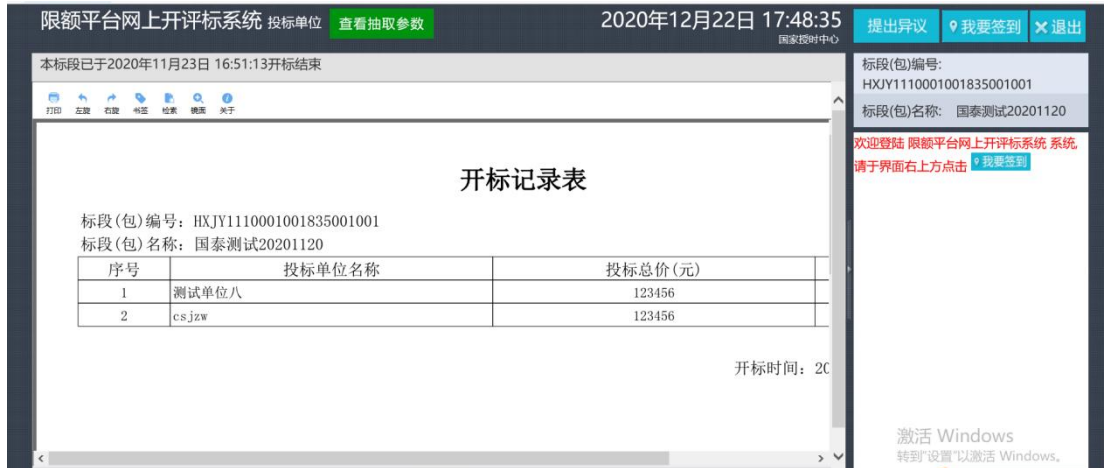 限额平台网上开评标系统 投标单位 查看抽取参数 2020年12月22日 17:48:35 提出异议 我要签到 退出
国家授时中心
本标段已于2020年11月23日 16:51:13开标结束
打印 左旋 右旋 书签 检索 镜面 关于
开标记录表
标段(包)编号：HXJY1110001001835001001
标段(包)名称：国泰测试20201120
序号 投标单位名称 投标总价(元)
1 测试单位八 123456
2 csjzw 123456
开标时间：20
标段(包)编号:
HXJY1110001001835001001
标段(包)名称: 国泰测试20201120
欢迎登陆 限额平台网上开评标系统 系统,
请于界面右上方点击 我要签到
激活 Windows
转到"设置"以激活 Windows。